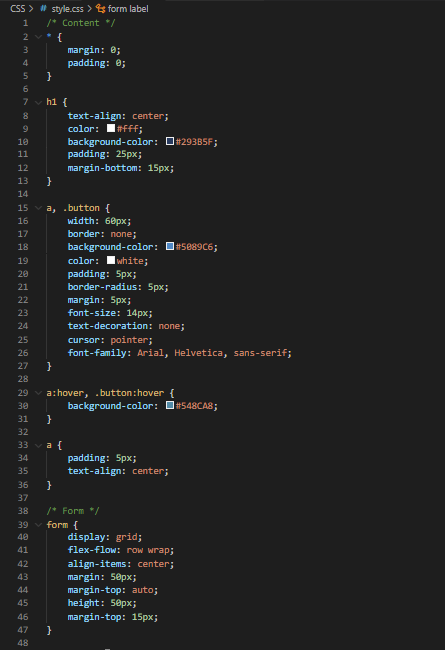 CSS > # style.css > form label
1 /* Content */
2 * {
3 margin: 0;
4 padding: 0;
5 }
6
7 h1 {
8 text-align: center;
9 color: #fff;
10 background-color: #293B5F;
11 padding: 25px;
12 margin-bottom: 15px;
13 }
14
15 a, .button {
16 width: 60px;
17 border: none;
18 background-color: #5089C6;
19 color: white;
20 padding: 5px;
21 border-radius: 5px;
22 margin: 5px;
23 font-size: 14px;
24 text-decoration: none;
25 cursor: pointer;
26 font-family: Arial, Helvetica, sans-serif;
27 }
28
29 a:hover, .button:hover {
30 background-color: #548CA8;
31 }
32
33 a {
34 padding: 5px;
35 text-align: center;
36 }
37
38 /* Form */
39 form {
40 display: grid;
41 flex-flow: row wrap;
42 align-items: center;
43 margin: 50px;
44 margin-top: auto;
45 height: 50px;
46 margin-top: 15px;
47 }
48